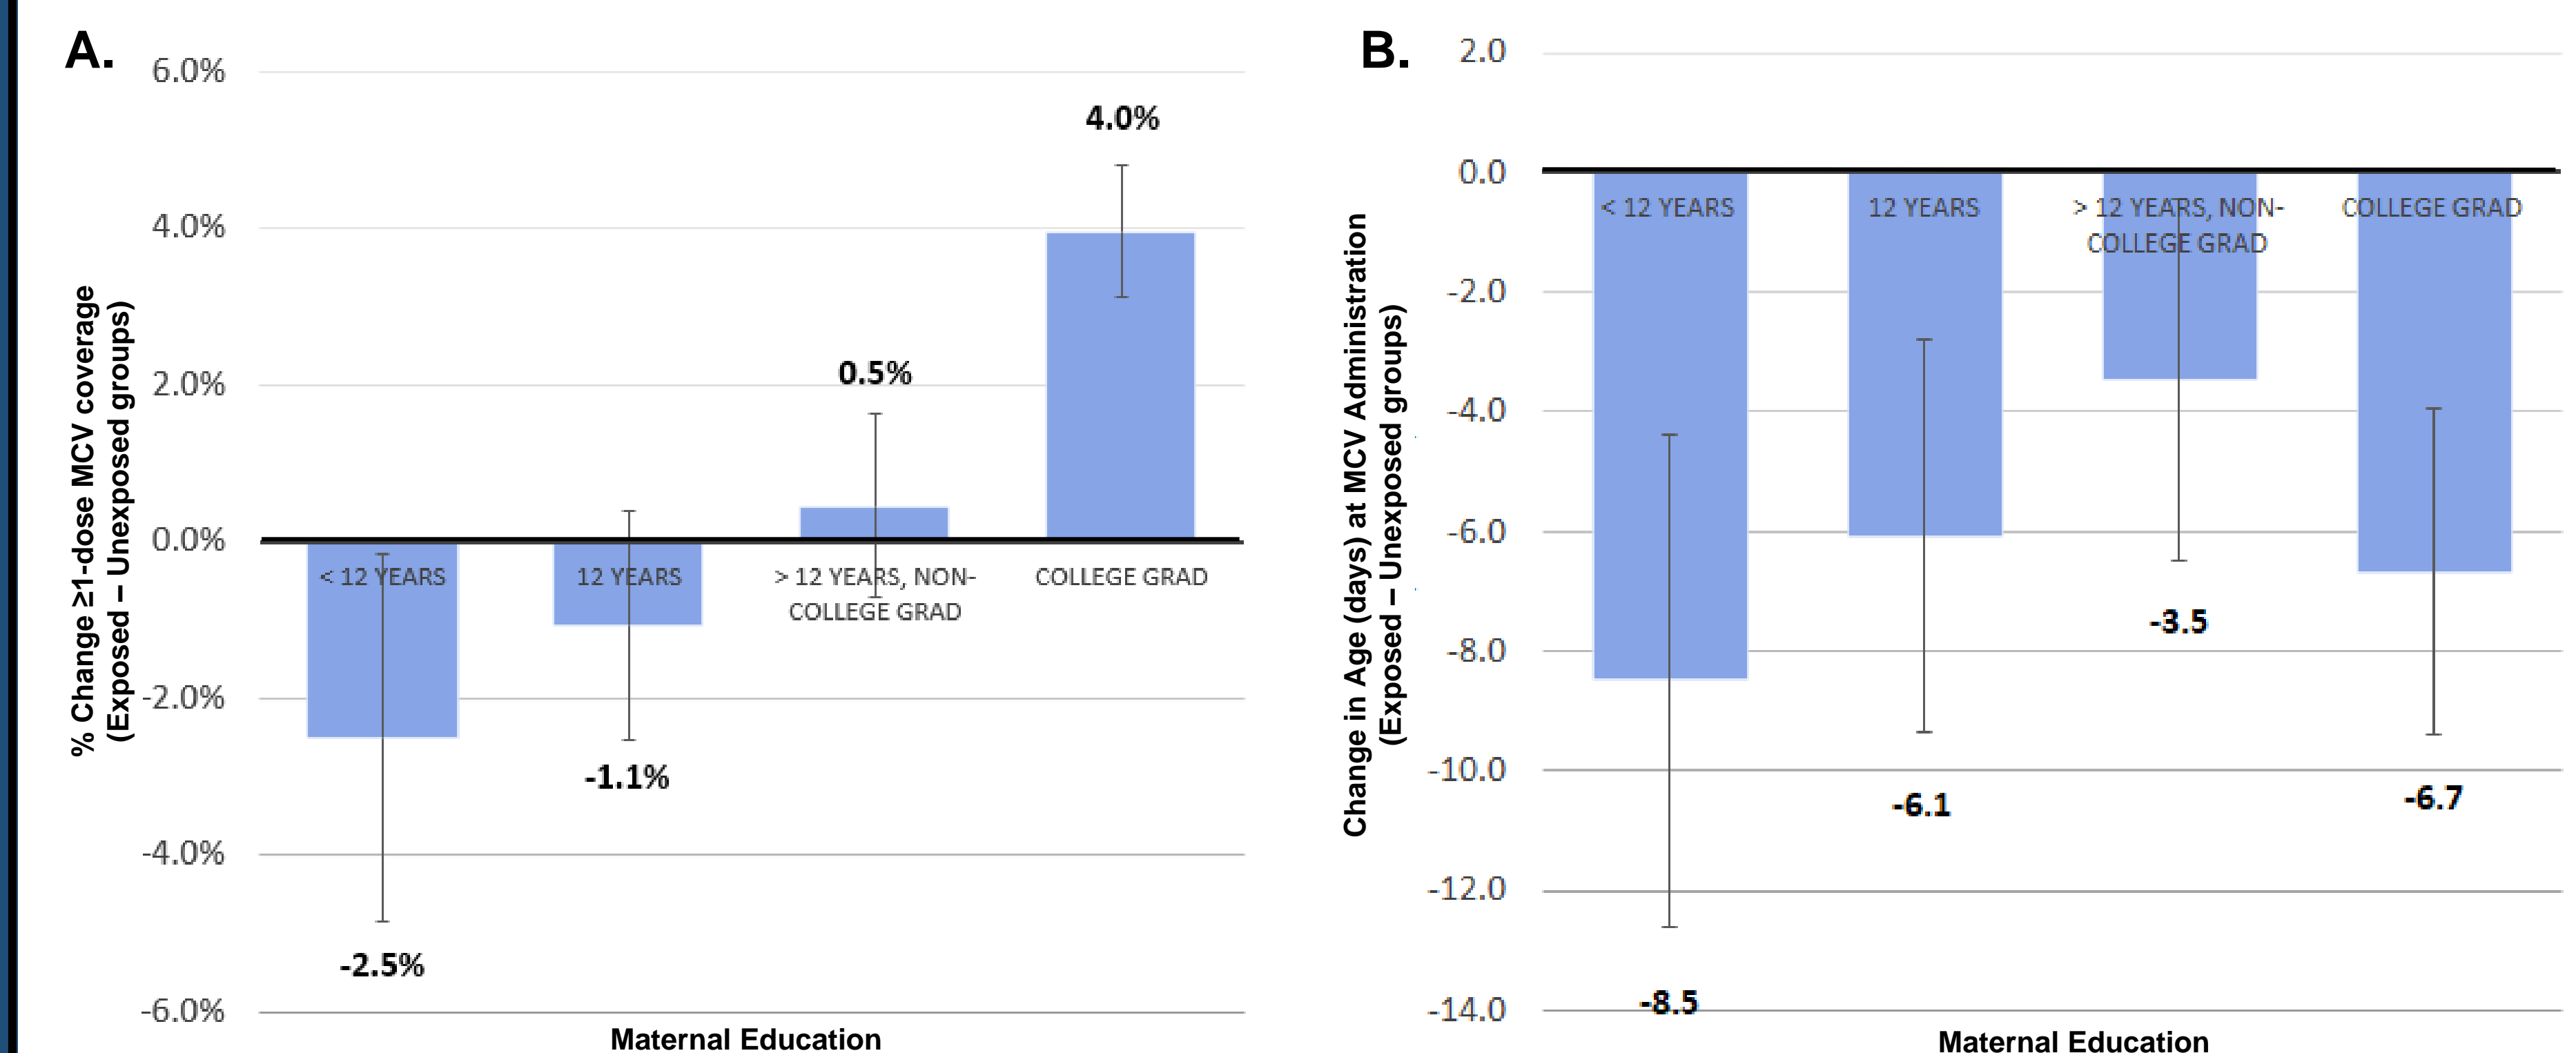 A.
6.0%
4.0%
2.0%
0.0%
-2.0%
-4.0%
-6.0%
% Change ≥1-dose MCV coverage
(Exposed – Unexposed groups)
4.0%
0.5%
-1.1%
-2.5%
< 12 YEARS
12 YEARS
> 12 YEARS, NON-
COLLEGE GRAD
COLLEGE GRAD
Maternal Education
B.
2.0
0.0
-2.0
-4.0
-6.0
-8.0
-10.0
-12.0
-14.0
Change in Age (days) at MCV Administration
(Exposed – Unexposed groups)
< 12 YEARS
12 YEARS
> 12 YEARS, NON-
COLLEGE GRAD
COLLEGE GRAD
-3.5
-6.1
-6.7
-8.5
Maternal Education